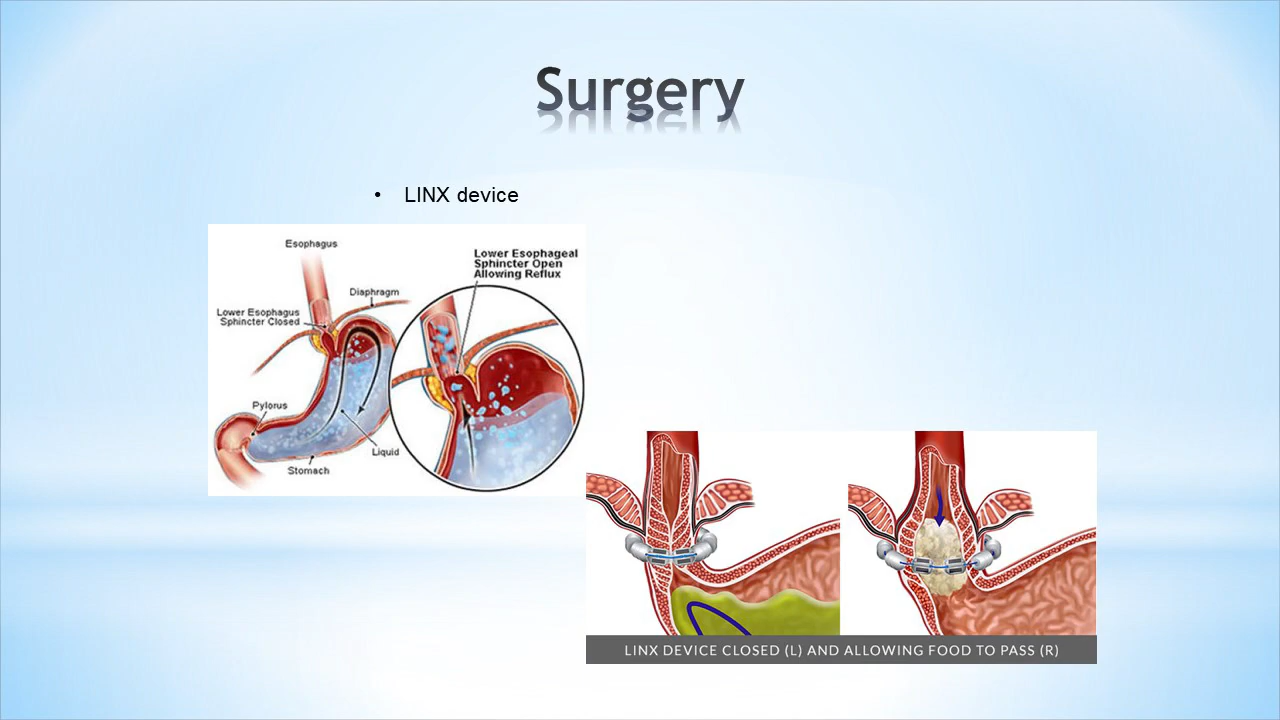 Surgery
• LINX device
Esophagus
Lower Esophageal
Sphincter Open
Allowing Reflux
Diaphragm
Lower Esophagus
Sphincter Closed
Pylorus
Liquid
Stomach
LINX DEVICE CLOSED (L) AND ALLOWING FOOD TO PASS (R)